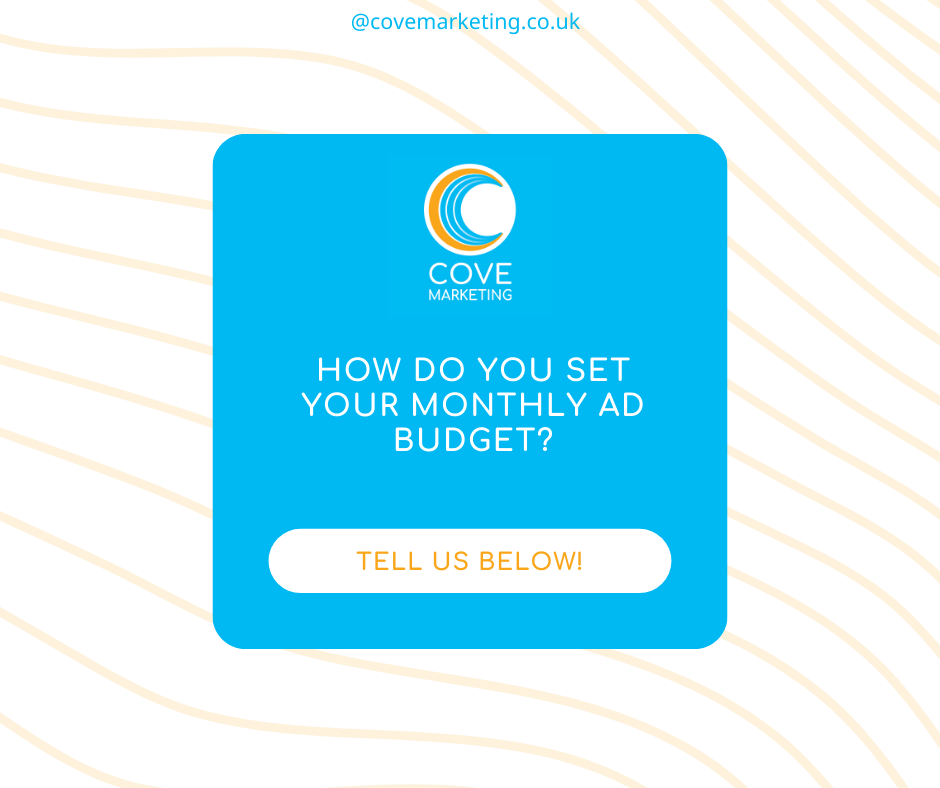 @covemarketing.co.uk
COVE
MARKETING
HOW DO YOU SET
YOUR MONTHLY AD
BUDGET?
TELL US BELOW!